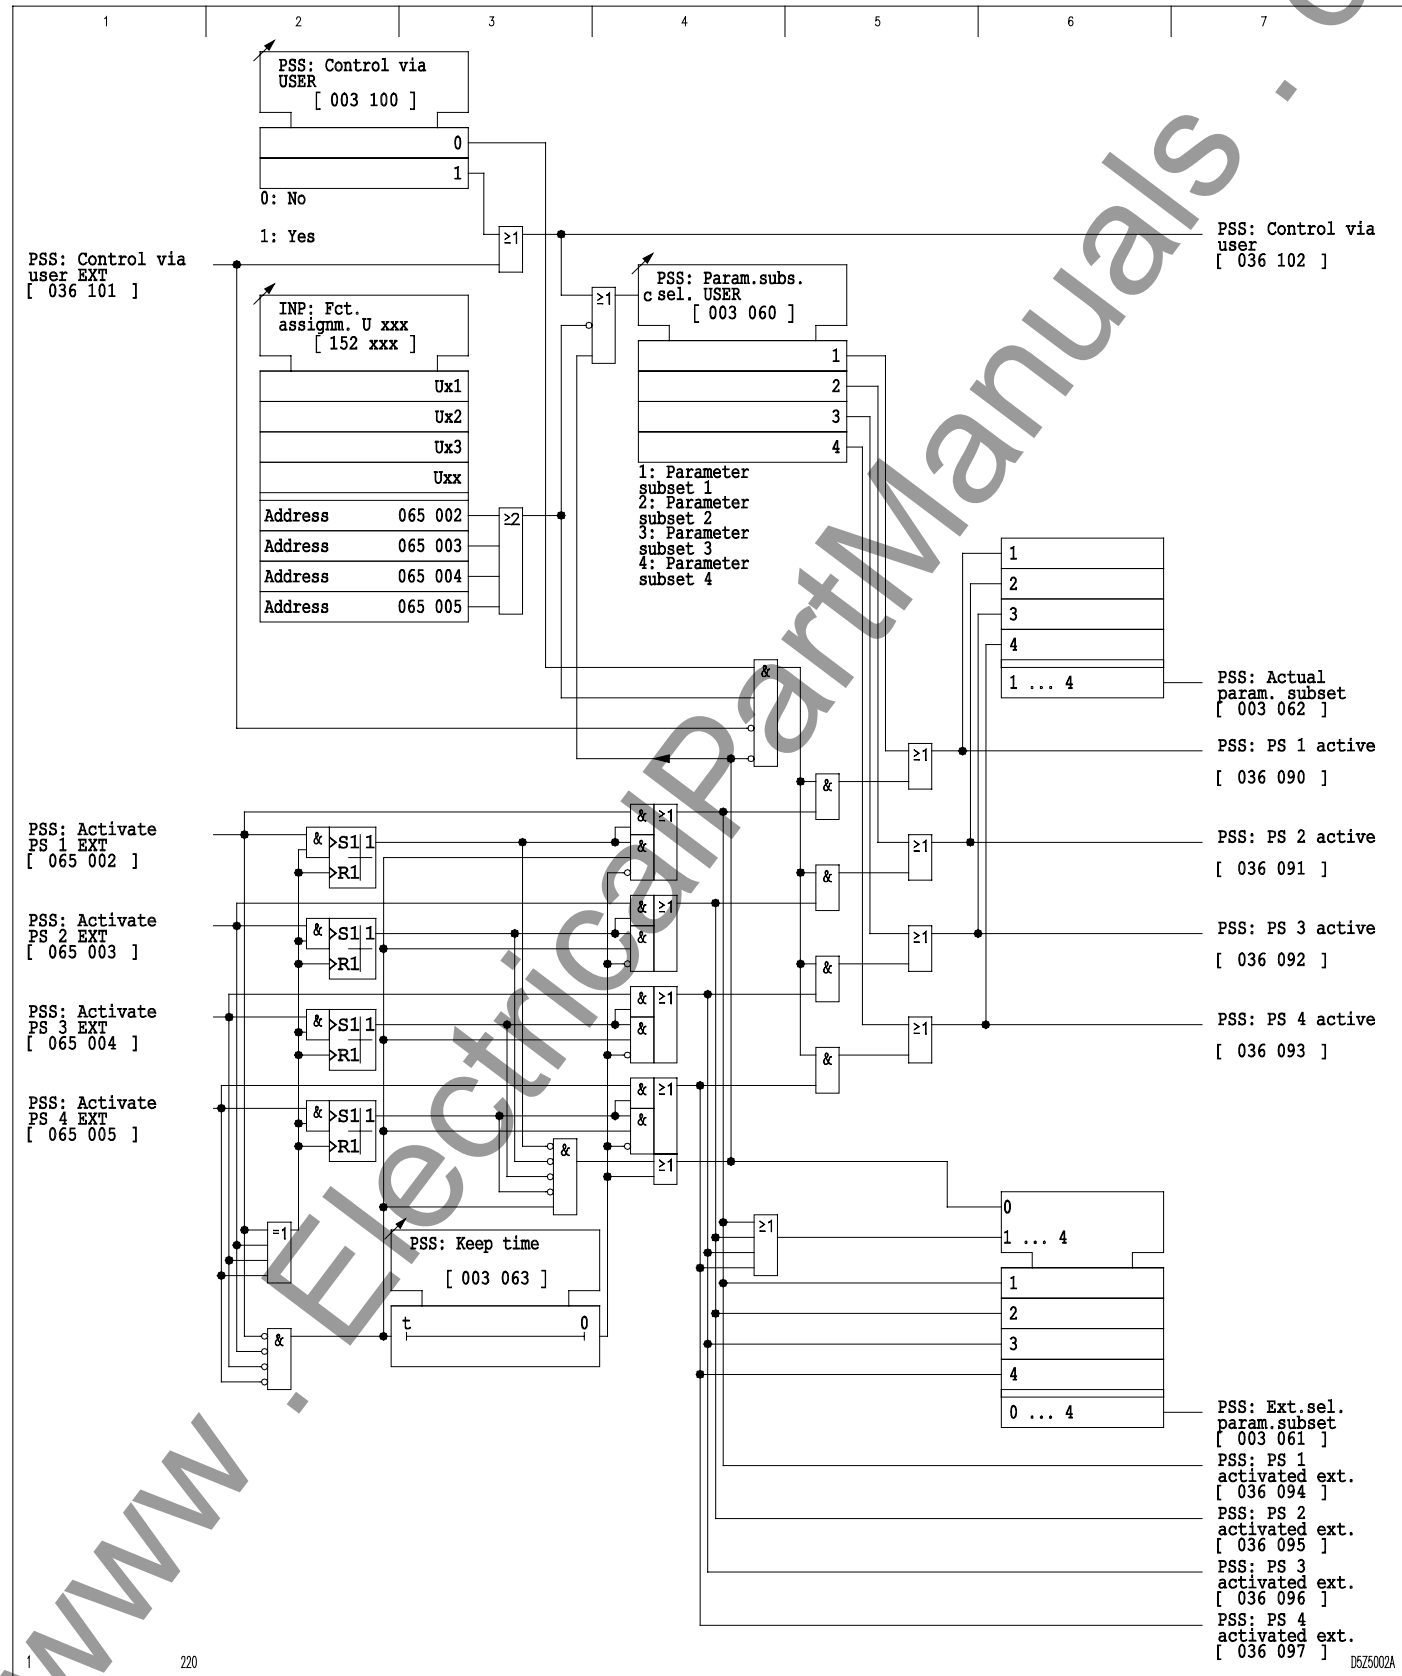 1 2 3 4 5 6 7
PSS: Control via
USER
[ 003 100 ]
0
1
0: No
1: Yes
≥1
PSS: Control via
user EXT
[ 036 101 ]
PSS: Control via
user
[ 036 102 ]
INP: Fct.
assignm. U xxx
[ 152 xxx ]
Ux1
Ux2
Ux3
Uxx
Address 065 002
Address 065 003
Address 065 004
Address 065 005
≥2
≥1
PSS: Param.subs.
c sel. USER
[ 003 060 ]
1
2
3
4
1: Parameter
subset 1
2: Parameter
subset 2
3: Parameter
subset 3
4: Parameter
subset 4
1
2
3
4
1 ... 4
PSS: Actual
param. subset
[ 003 062 ]
&
≥1
PSS: PS 1 active
[ 036 090 ]
&
≥1
PSS: PS 2 active
[ 036 091 ]
&
≥1
PSS: PS 3 active
[ 036 092 ]
&
≥1
PSS: PS 4 active
[ 036 093 ]
&
PSS: Activate
PS 1 EXT
[ 065 002 ]
& S1 1
R1
& ≥1
&
PSS: Activate
PS 2 EXT
[ 065 003 ]
& S1 1
R1
& ≥1
&
PSS: Activate
PS 3 EXT
[ 065 004 ]
& S1 1
R1
& ≥1
&
PSS: Activate
PS 4 EXT
[ 065 005 ]
& S1 1
R1
& ≥1
&
&
≥1
=1
PSS: Keep time
[ 003 063 ]
t 0
&
≥1
0
1 ... 4
1
2
3
4
0 ... 4
PSS: Ext.sel.
param.subset
[ 003 061 ]
PSS: PS 1
activated ext.
[ 036 094 ]
PSS: PS 2
activated ext.
[ 036 095 ]
PSS: PS 3
activated ext.
[ 036 096 ]
PSS: PS 4
activated ext.
[ 036 097 ]
1 220 D5Z5002A
www . ElectricalPartManuals .